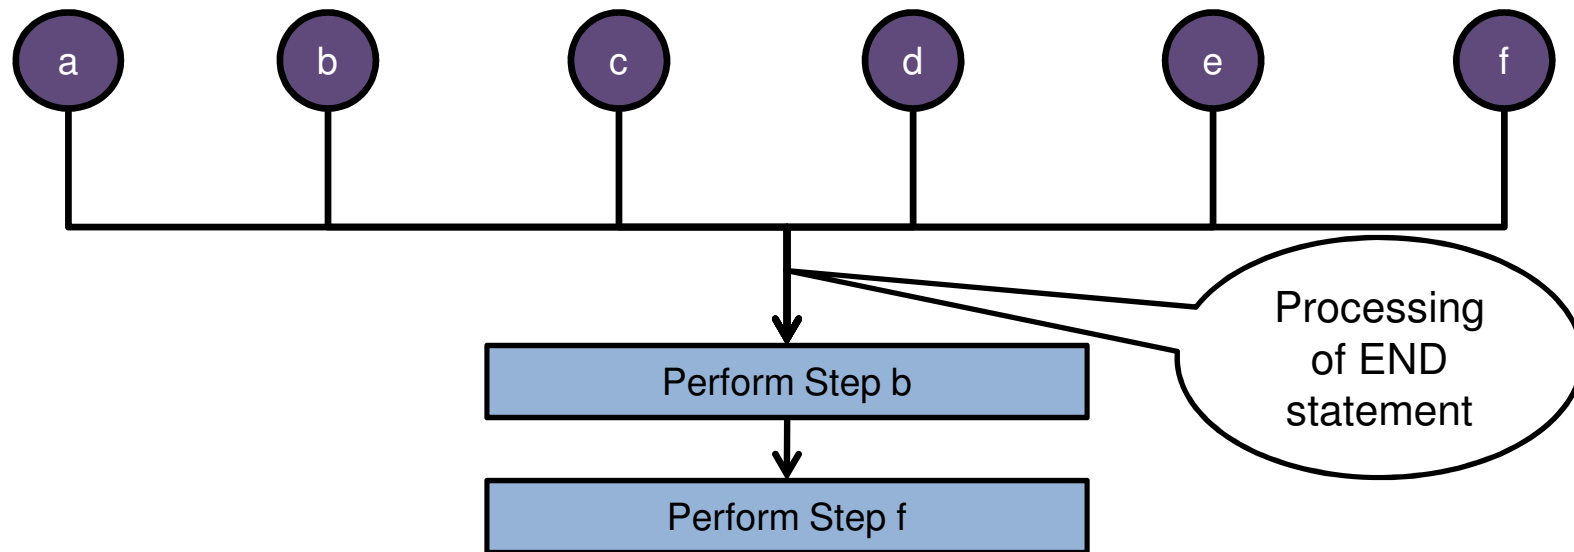 a
b
c
d
e
f
Processing
of END
statement
Perform Step b
Perform Step f